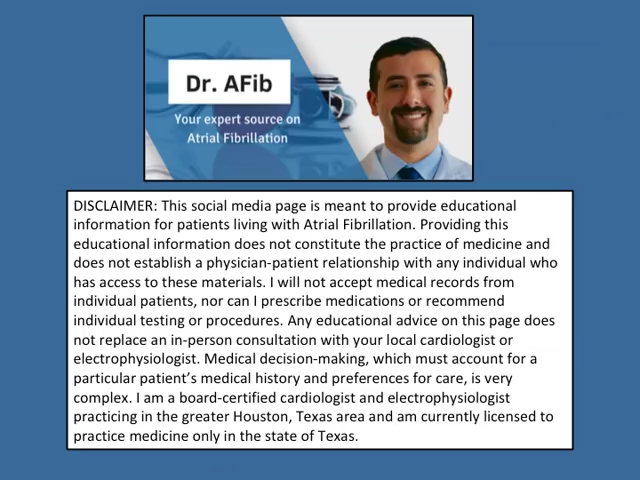 Dr. AFib
Your expert source on
Atrial Fibrillation
DISCLAIMER: This social media page is meant to provide educational
information for patients living with Atrial Fibrillation. Providing this
educational information does not constitute the practice of medicine and
does not establish a physician-patient relationship with any individual who
has access to these materials. I will not accept medical records from
individual patients, nor can I prescribe medications or recommend
individual testing or procedures. Any educational advice on this page does
not replace an in-person consultation with your local cardiologist or
electrophysiologist. Medical decision-making, which must account for a
particular patient’s medical history and preferences for care, is very
complex. I am a board-certified cardiologist and electrophysiologist
practicing in the greater Houston, Texas area and am currently licensed to
practice medicine only in the state of Texas.